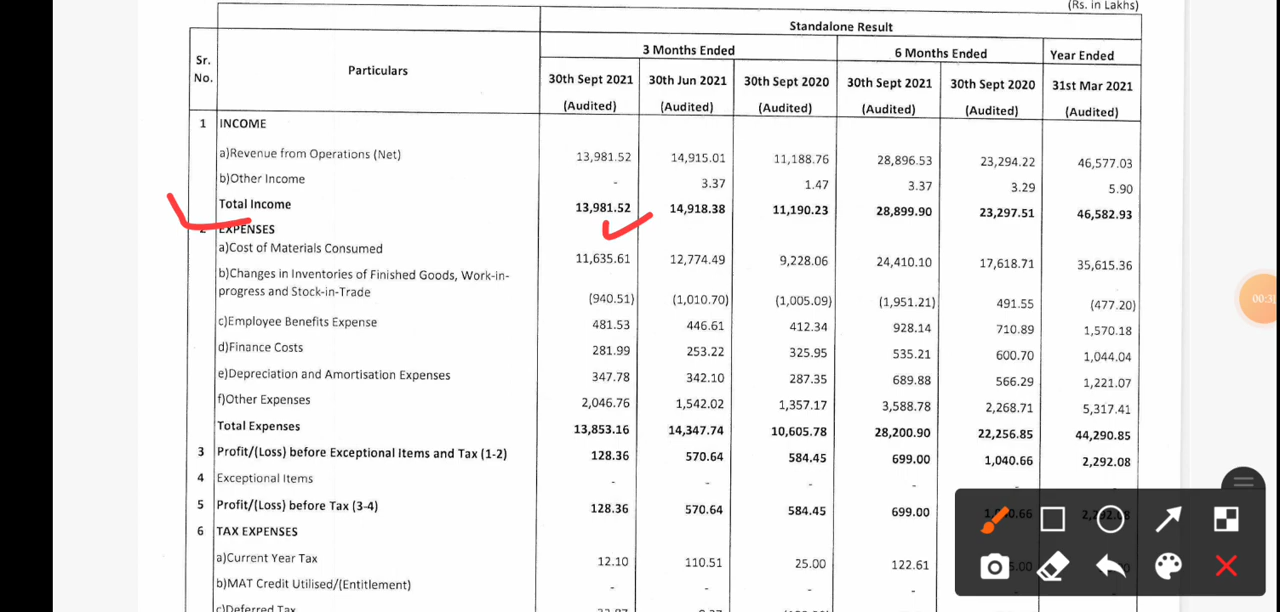 (Rs. in Lakhs)
Standalone Result
3 Months Ended 6 Months Ended Year Ended
Sr. No. Particulars 30th Sept 2021 30th Jun 2021 30th Sept 2020 30th Sept 2021 30th Sept 2020 31st Mar 2021
(Audited) (Audited) (Audited) (Audited) (Audited) (Audited)
1 INCOME
a)Revenue from Operations (Net) 13,981.52 14,915.01 11,188.76 28,896.53 23,294.22 46,577.03
b)Other Income - 3.37 1.47 3.37 3.29 5.90
Total Income 13,981.52 14,918.38 11,190.23 28,899.90 23,297.51 46,582.93
2 EXPENSES
a)Cost of Materials Consumed 11,635.61 12,774.49 9,228.06 24,410.10 17,618.71 35,615.36
b)Changes in Inventories of Finished Goods, Work-in-
progress and Stock-in-Trade (940.51) (1,010.70) (1,005.09) (1,951.21) 491.55 (477.20)
c)Employee Benefits Expense 481.53 446.61 412.34 928.14 710.89 1,570.18
d)Finance Costs 281.99 253.22 325.95 535.21 600.70 1,044.04
e)Depreciation and Amortisation Expenses 347.78 342.10 287.35 689.88 566.29 1,221.07
f)Other Expenses 2,046.76 1,542.02 1,357.17 3,588.78 2,268.71 5,317.41
Total Expenses 13,853.16 14,347.74 10,605.78 28,200.90 22,256.85 44,290.85
3 Profit/(Loss) before Exceptional Items and Tax (1-2) 128.36 570.64 584.45 699.00 1,040.66 2,292.08
4 Exceptional Items - - - - - -
5 Profit/(Loss) before Tax (3-4) 128.36 570.64 584.45 699.00
6 TAX EXPENSES
a)Current Year Tax 12.10 110.51 25.00 122.61
b)MAT Credit Utilised/(Entitlement) - - - -
c)Deferred Tax